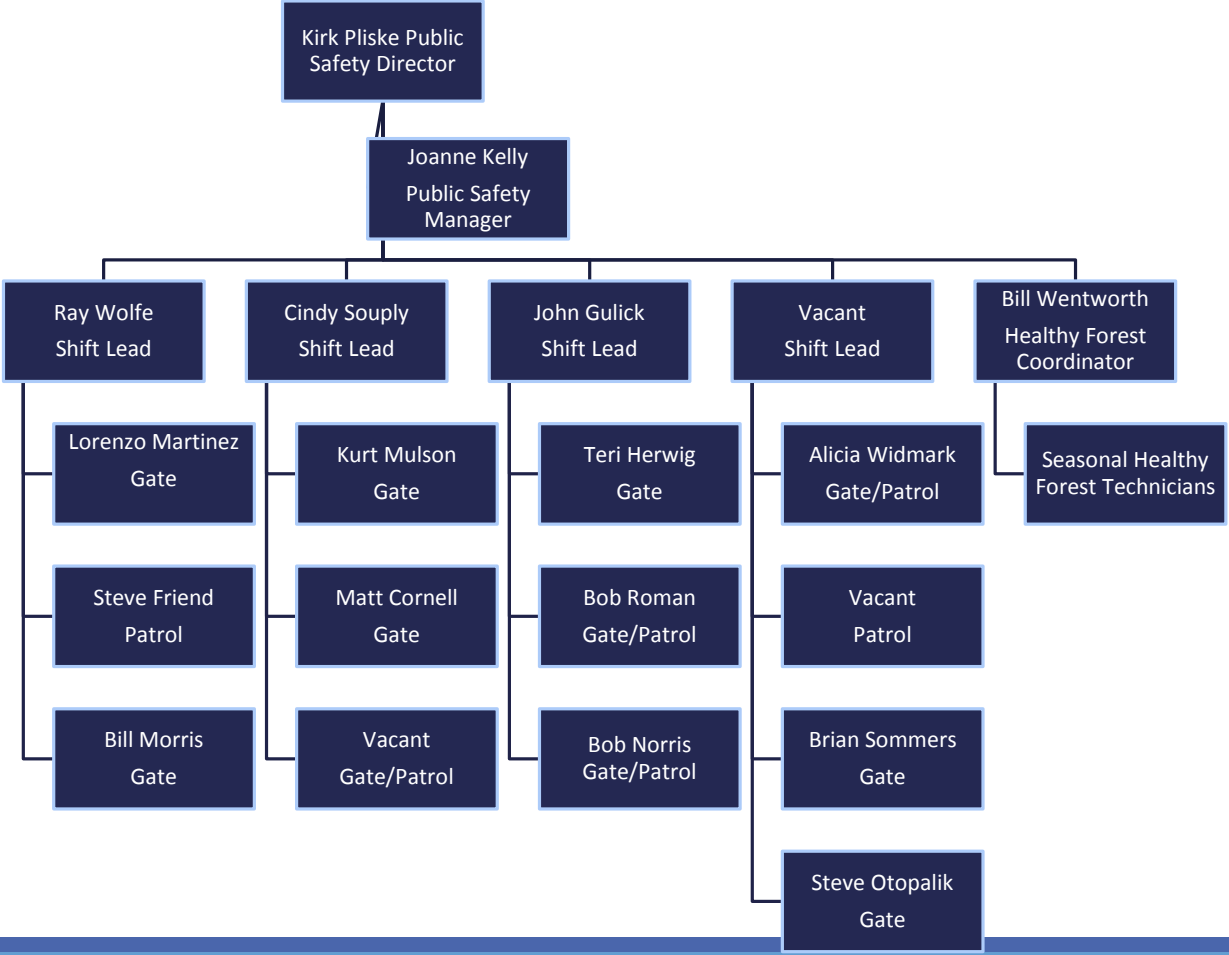 Kirk Pliske Public
Safety Director
Joanne Kelly
Public Safety
Manager
Ray Wolfe
Shift Lead
Cindy Souply
Shift Lead
John Gulick
Shift Lead
Vacant
Shift Lead
Bill Wentworth
Healthy Forest
Coordinator
Lorenzo Martinez
Gate
Steve Friend
Patrol
Bill Morris
Gate
Kurt Mulson
Gate
Matt Cornell
Gate
Vacant
Gate/Patrol
Teri Herwig
Gate
Bob Roman
Gate/Patrol
Bob Norris
Gate/Patrol
Alicia Widmark
Gate/Patrol
Vacant
Patrol
Brian Sommers
Gate
Steve Otopalik
Gate
Seasonal Healthy
Forest Technicians